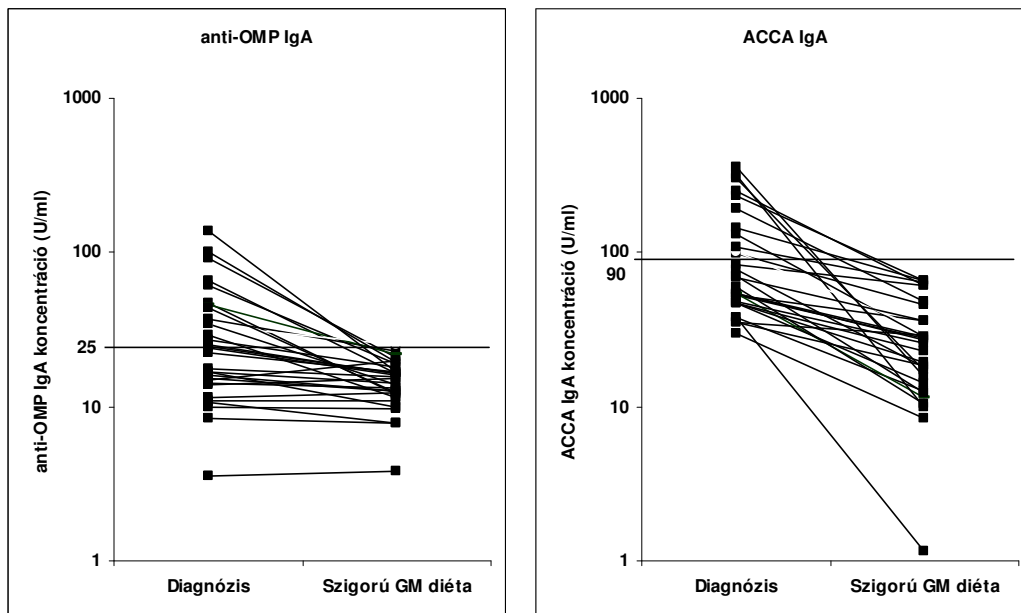 anti-OMP IgA
1000
100
25
10
1
anti-OMP IgA koncentráció (U/ml)
Diagnózis
Szigorú GM diéta
ACCA IgA
1000
100
90
10
1
ACCA IgA koncentráció (U/ml)
Diagnózis
Szigorú GM diéta